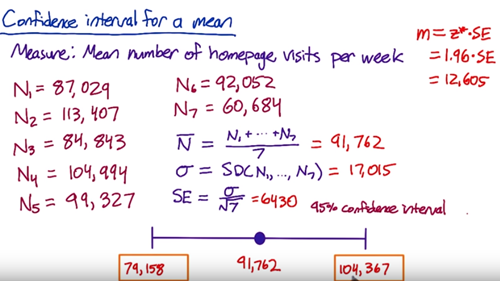 Confidence interval for a mean
Measure: Mean number of homepage visits per week
N₁ = 87,029
N₂ = 113,407
N₃ = 84,843
N₄ = 104,994
N₅ = 99,327
N₆ = 92,052
N₇ = 60,684
N̅ = N₁ + ... + N₇ / 7 = 91,762
σ = SD(N₁, ..., N₇) = 17,015
SE = σ / √7 = 6430
95% confidence interval
m = z* · SE
= 1.96 · SE
= 12,605
79,158
91,762
104,367